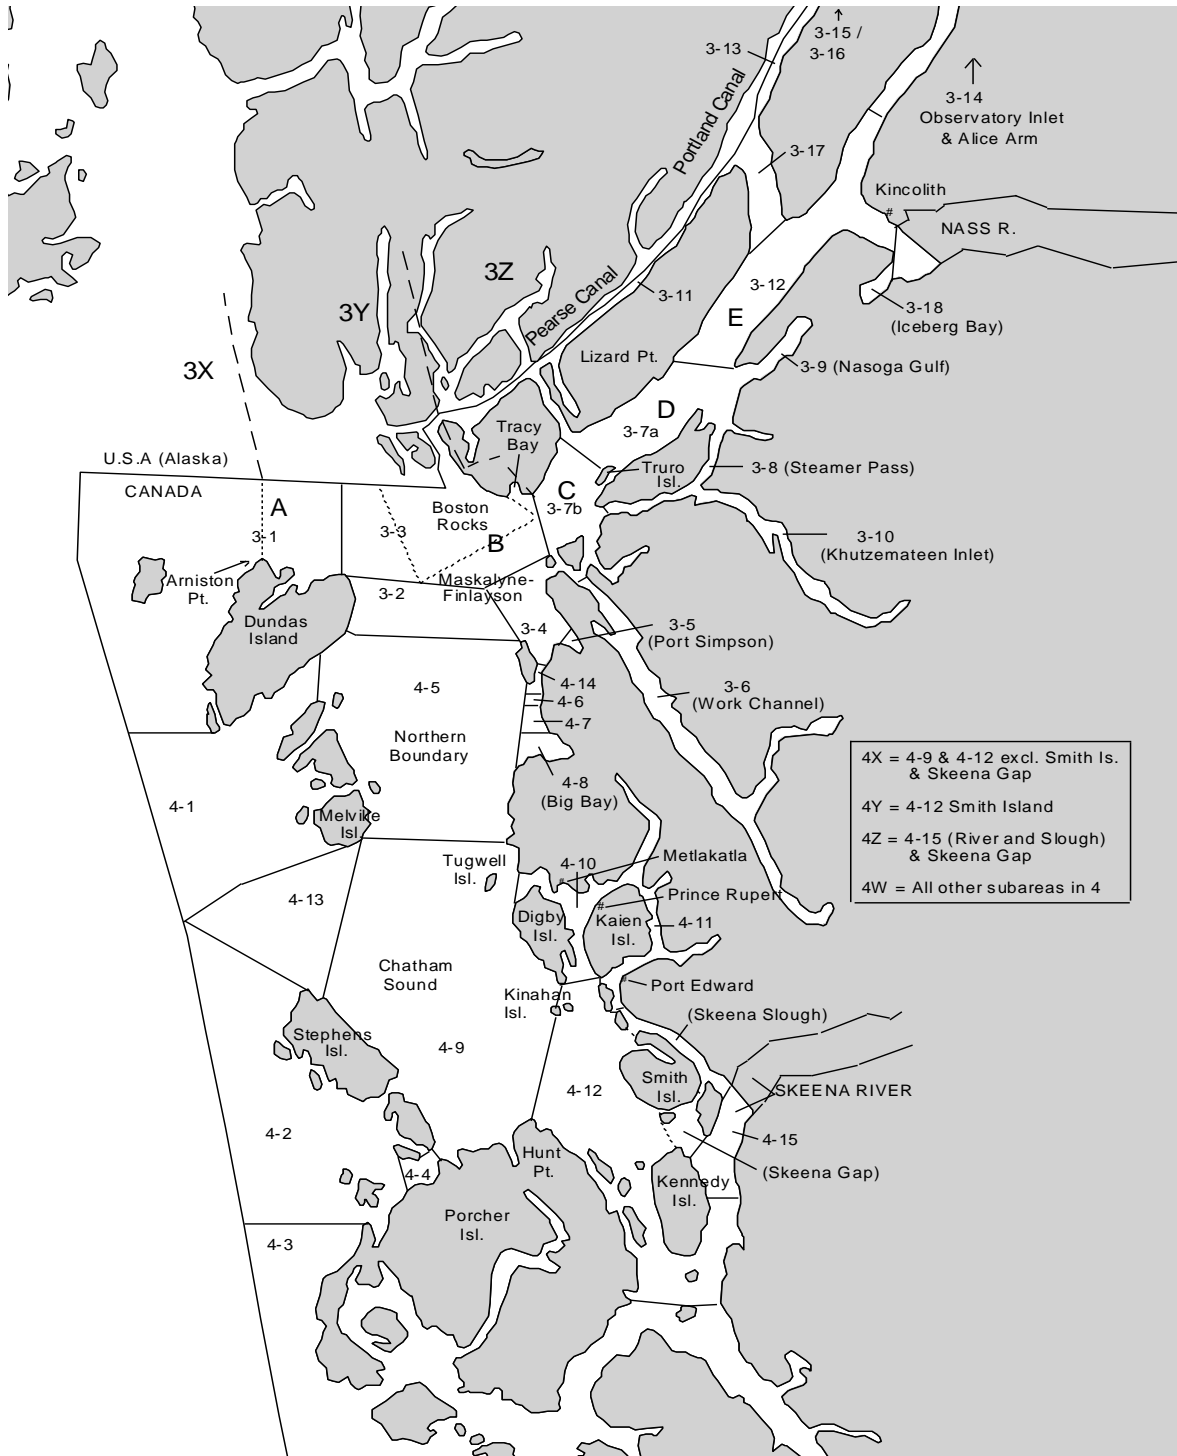 3-15 /
3-16
3-13
3-14
Observatory Inlet
& Alice Arm
Portland Canal
3-17
Kincolith
#
NASS R.
3Z
3Y
3X
Pearse Canal
3-11
3-12
E
3-18
(Iceberg Bay)
Lizard Pt.
3-9 (Nasoga Gulf)
D
3-7a
Tracy
Bay
U.S.A (Alaska)
CANADA
Truro
Isl.
3-8 (Steamer Pass)
A
3-1
3-3
Boston
Rocks
B
C
3-7b
3-10
(Khutzemateen Inlet)
Arniston
Pt.
3-2
Maskalyne-
Finlayson
Dundas
Island
3-4
3-5
(Port Simpson)
4-5
4-14
4-6
4-7
3-6
(Work Channel)
Northern
Boundary
4-8
(Big Bay)
4X = 4-9 & 4-12 excl. Smith Is.
& Skeena Gap
4Y = 4-12 Smith Island
4Z = 4-15 (River and Slough)
& Skeena Gap
4W = All other subareas in 4
4-1
Melville
Isl.
Tugwell
Isl.
4-10
#
Metlakatla
4-13
#
Prince Rupert
Digby
Isl.
Kaien
Isl.
4-11
Chatham
Sound
Kinahan
Isl.
#
Port Edward
(Skeena Slough)
Stephens
Isl.
4-9
4-12
Smith
Isl.
SKEENA RIVER
4-2
4-15
Hunt
Pt.
(Skeena Gap)
4-4
Kennedy
Isl.
Porcher
Isl.
4-3